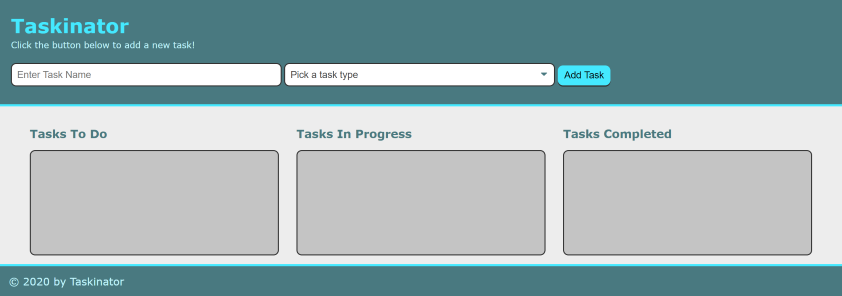 Taskinator
Click the button below to add a new task!
Enter Task Name
Pick a task type
Add Task
Tasks To Do
Tasks In Progress
Tasks Completed
© 2020 by Taskinator